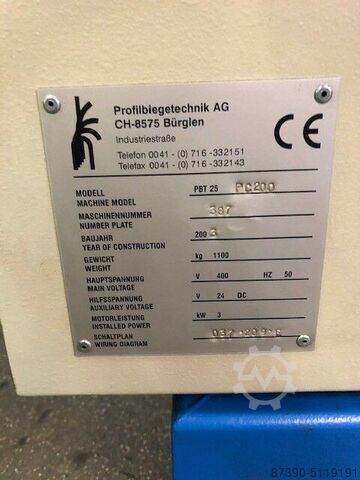 Profilbiegetechnik AG
CH-8575 Bürglen
Industriestraße
Telefon 0041 - (0) 716 -332151
Telefax 0041 - (0) 716 -332143
CE
MODELL PBT 25 PC200
MACHINE MODEL
MASCHINENNUMMER 387
NUMBER PLATE
BAUJAHR 200 3
YEAR OF CONSTRUCTION
GEWICHT kg 1100
WEIGHT
HAUPTSPANNUNG V 400 HZ 50
MAIN VOLTAGE
HILFSSPANNUNG V 24 DC
AUXILIARY VOLTAGE
MOTORLEISTUNG kW 3
INSTALLED POWER
SCHALTPLAN
WIRING DIAGRAM
87390-5119191